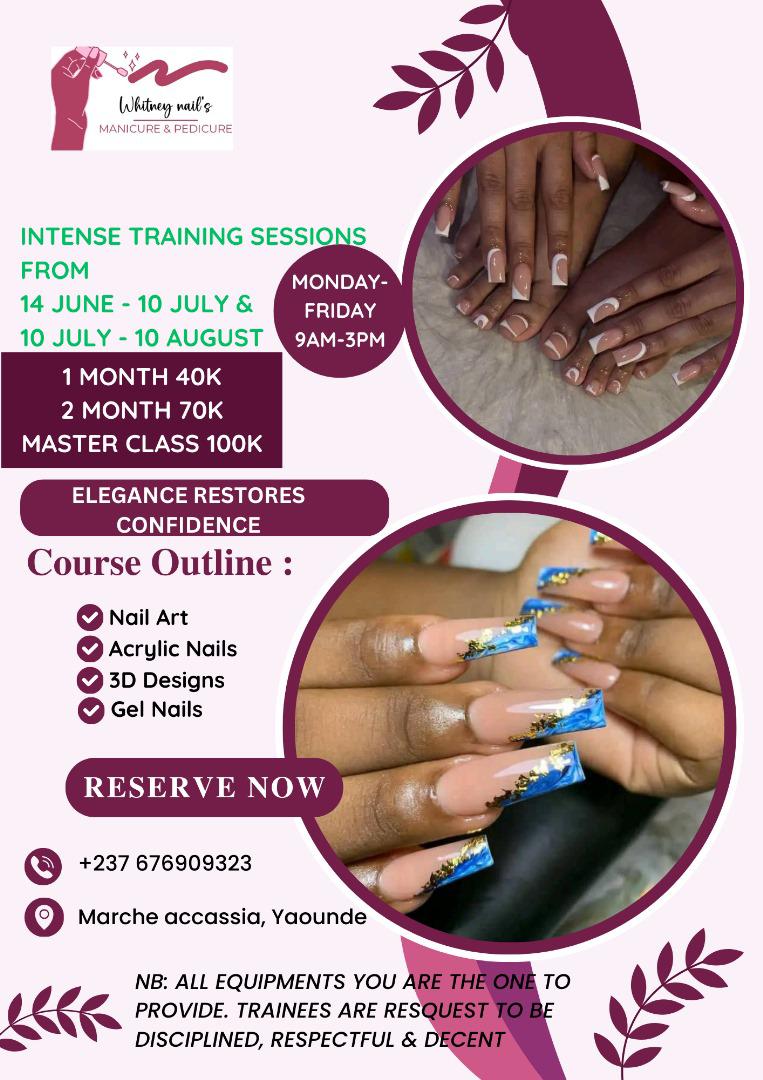 Whitney nail's
MANICURE & PEDICURE
INTENSE TRAINING SESSIONS
FROM
14 JUNE - 10 JULY &
10 JULY - 10 AUGUST
MONDAY-
FRIDAY
9AM-3PM
1 MONTH 40K
2 MONTH 70K
MASTER CLASS 100K
ELEGANCE RESTORES
CONFIDENCE
Course Outline :
Nail Art
Acrylic Nails
3D Designs
Gel Nails
RESERVE NOW
+237 676909323
Marche accassia, Yaounde
NB: ALL EQUIPMENTS YOU ARE THE ONE TO
PROVIDE. TRAINEES ARE RESQUEST TO BE
DISCIPLINED, RESPECTFUL & DECENT